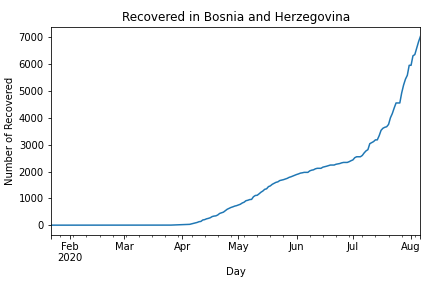 Recovered in Bosnia and Herzegovina
Number of Recovered
7000
6000
5000
4000
3000
2000
1000
0
Feb
2020
Mar
Apr
May
Jun
Jul
Aug
Day